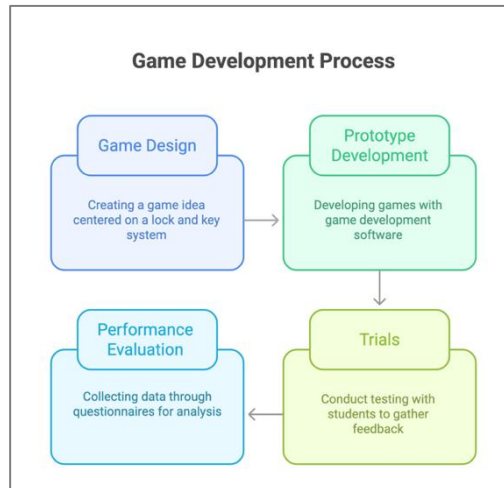 Game Development Process
Game Design
Creating a game idea
centered on a lock and key
system
Prototype
Development
Developing games with
game development
software
Trials
Conduct testing with
students to gather
feedback
Performance
Evaluation
Collecting data through
questionnaires for analysis